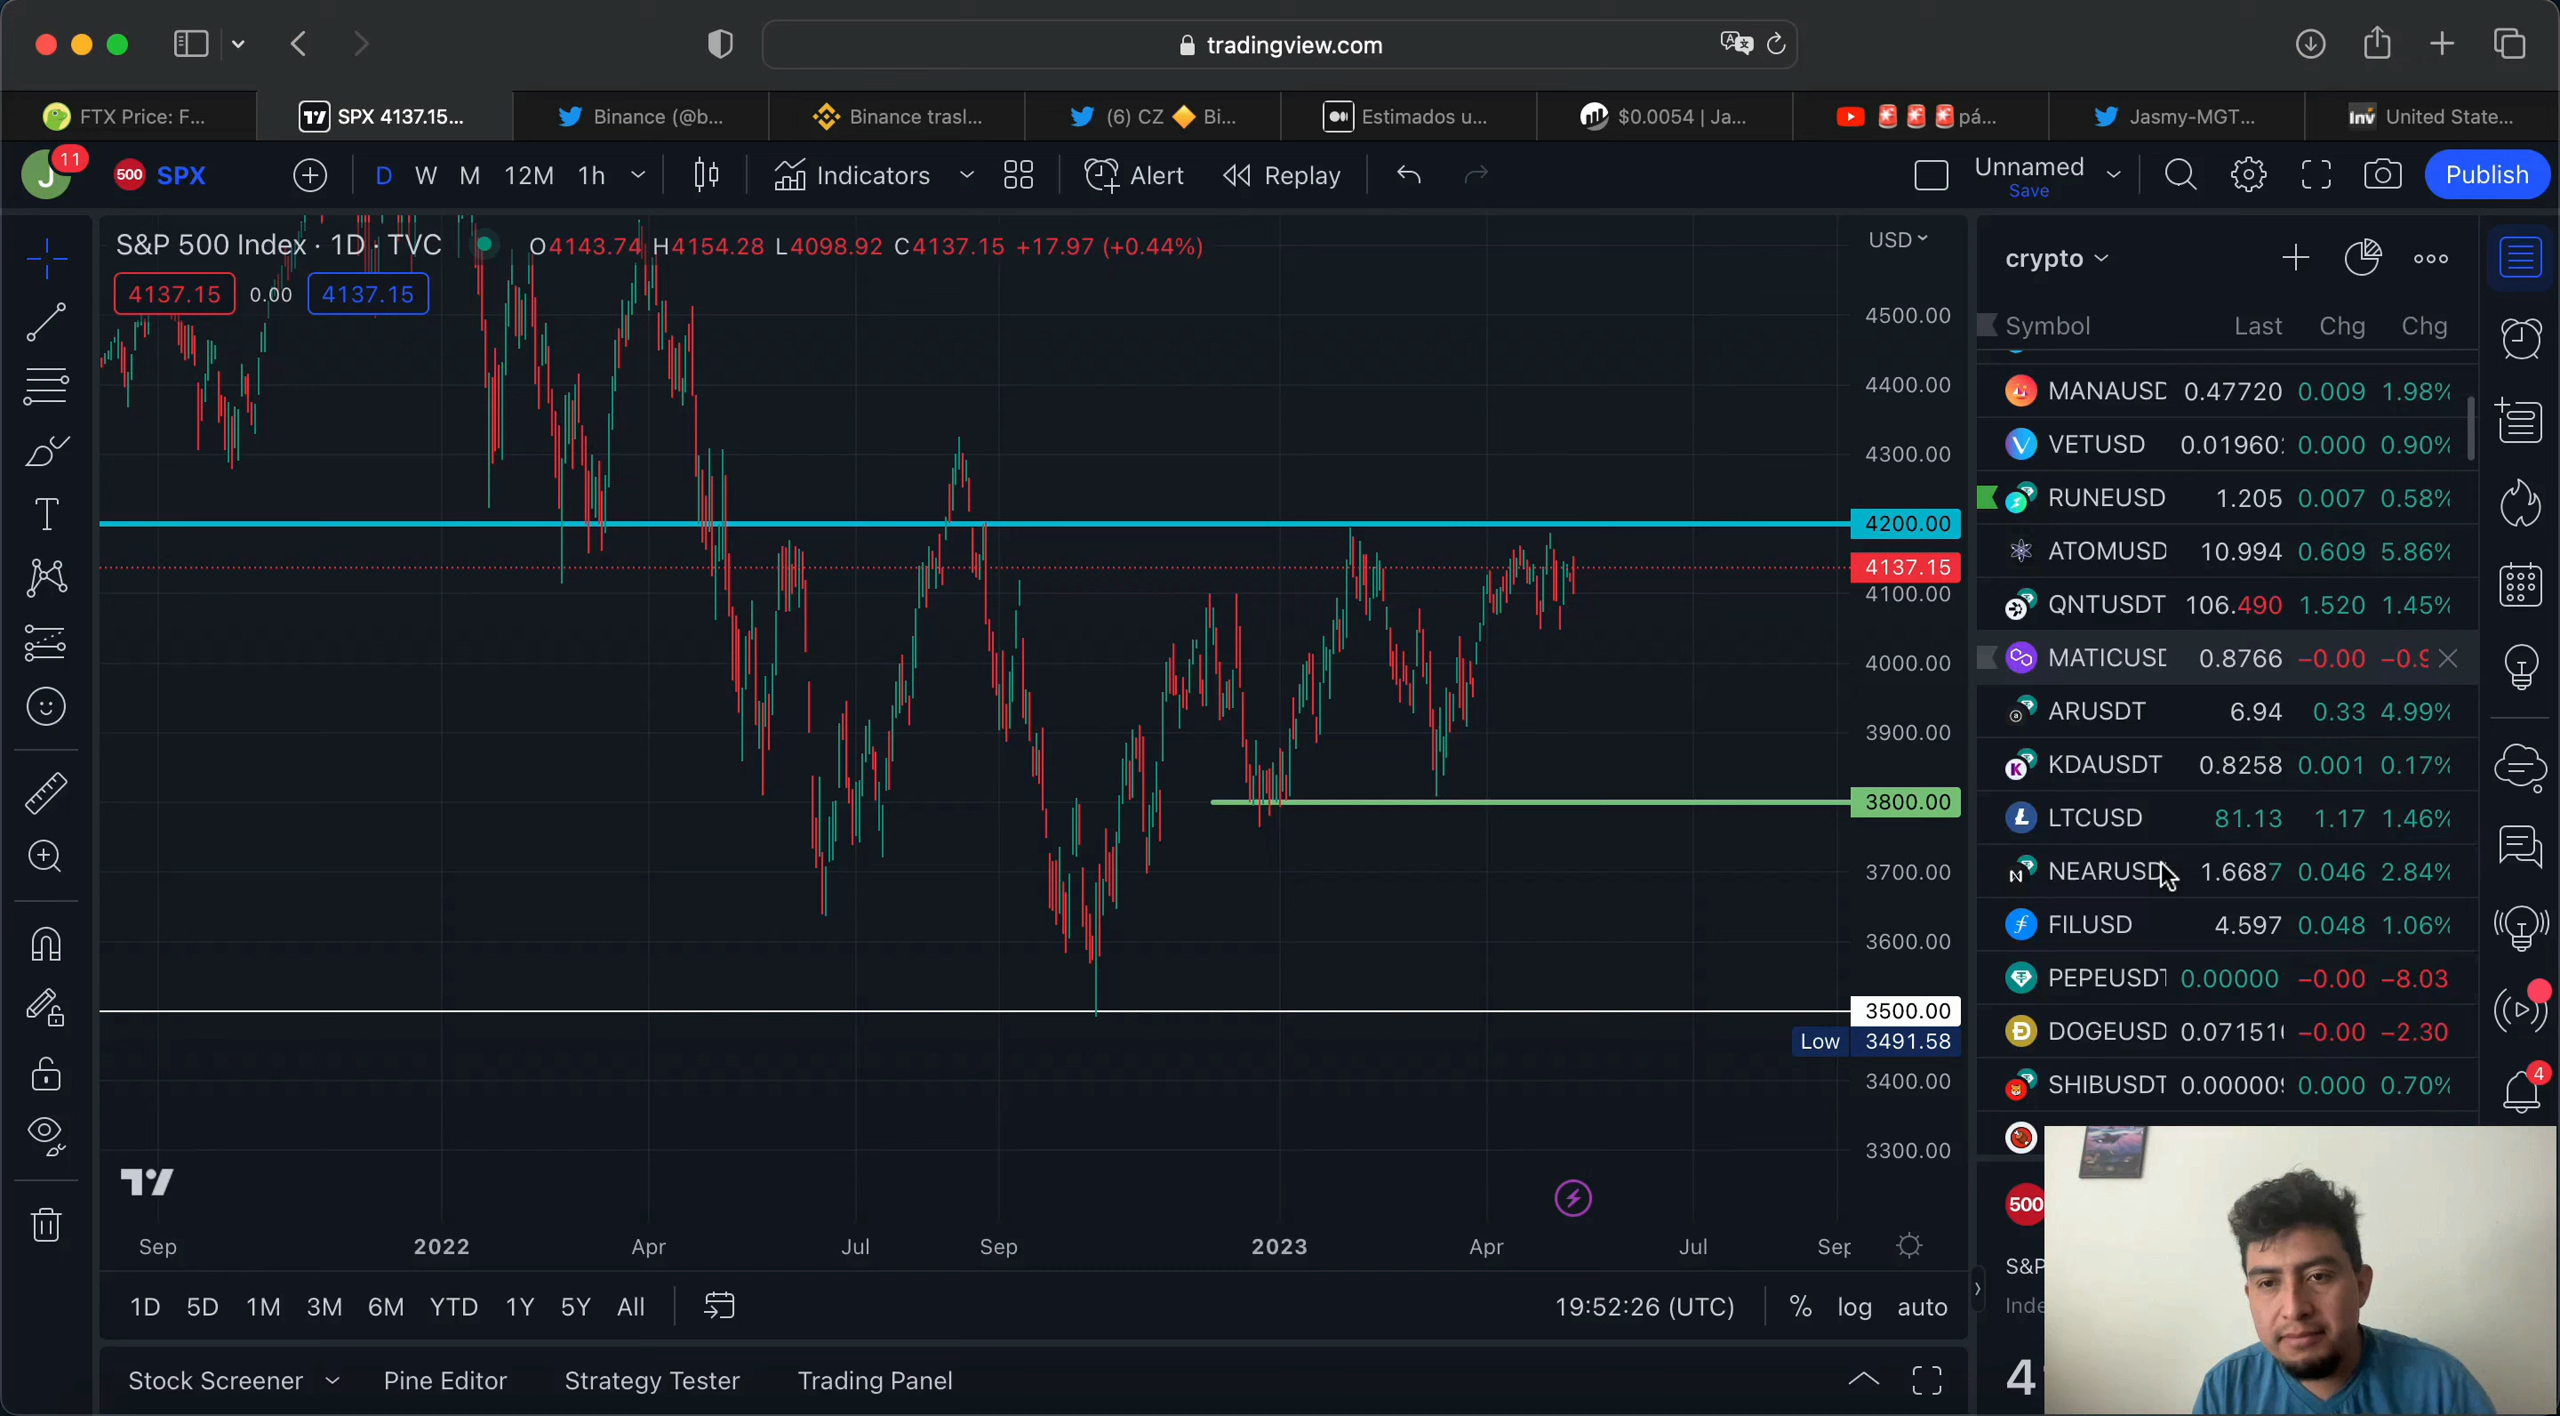 tradingview.com
FTX Price: F...
SPX 4137.15...
Binance (@b...
Binance trasl...
(6) CZ 🔶 Bi...
Estimados u...
$0.0054 | Ja...
🚨🚨🚨pá...
Jasmy-MGT...
Inv United State...
J 11 500 SPX D W M 12M 1h Indicators Alert Replay Unnamed Save Publish
S&P 500 Index · 1D · TVC O4143.74 H4154.28 L4098.92 C4137.15 +17.97 (+0.44%)
4137.15 0.00 4137.15
USD
4500.00
4400.00
4300.00
4200.00
4137.15
4100.00
4000.00
3900.00
3800.00
3700.00
3600.00
3500.00
Low 3491.58
3400.00
3300.00
Sep 2022 Apr Jul Sep 2023 Apr Jul Sep
1D 5D 1M 3M 6M YTD 1Y 5Y All 19:52:26 (UTC) % log auto
Stock Screener Pine Editor Strategy Tester Trading Panel
crypto
Symbol Last Chg Chg
MANAUSD 0.47720 0.009 1.98%
VETUSD 0.01960 0.000 0.90%
RUNEUSD 1.205 0.007 0.58%
ATOMUSD 10.994 0.609 5.86%
QNTUSDT 106.490 1.520 1.45%
MATICUSD 0.8766 −0.00 −0.9
ARUSDT 6.94 0.33 4.99%
KDAUSDT 0.8258 0.001 0.17%
LTCUSD 81.13 1.17 1.46%
NEARUSD 1.6687 0.046 2.84%
FILUSD 4.597 0.048 1.06%
PEPEUSDT 0.00000 −0.00 −8.03
DOGEUSD 0.07151 −0.00 −2.30
SHIBUSDT 0.00000 0.000 0.70%
500
S&P
Inde
4
4